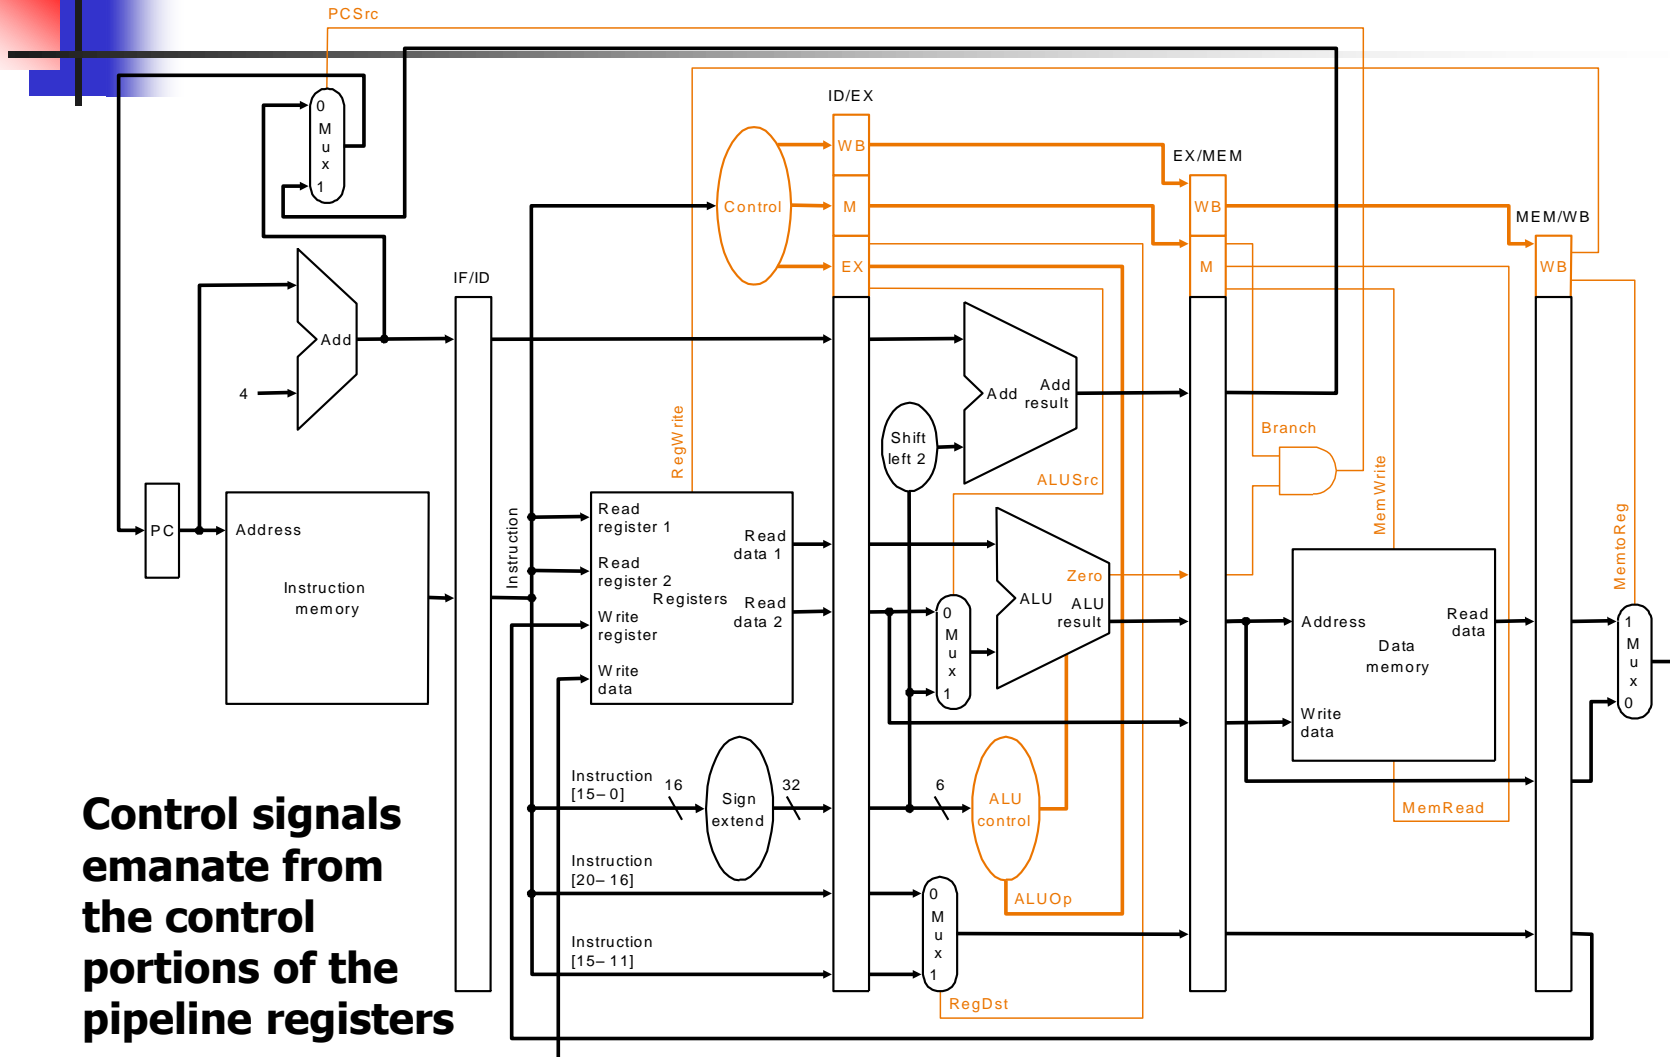 PCSrc
0
M
u
x
1
ID/EX
WB
EX/MEM
Control
M
WB
MEM/WB
EX
M
WB
IF/ID
Add
4
Add
Add
result
Shift
left 2
RegWrite
Branch
ALUSrc
MemWrite
MemtoReg
PC
Address
Instruction
memory
Instruction
Read
register 1
Read
register 2
Registers
Write
register
Write
data
Read
data 1
Read
data 2
0
M
u
x
1
Zero
ALU
ALU
result
Address
Read
data
Data
memory
Write
data
1
M
u
x
0
Instruction
[15–0]
16
Sign
extend
32
6
ALU
control
MemRead
Instruction
[20–16]
ALUOp
0
M
u
x
1
Instruction
[15–11]
RegDst
Control signals
emanate from
the control
portions of the
pipeline registers